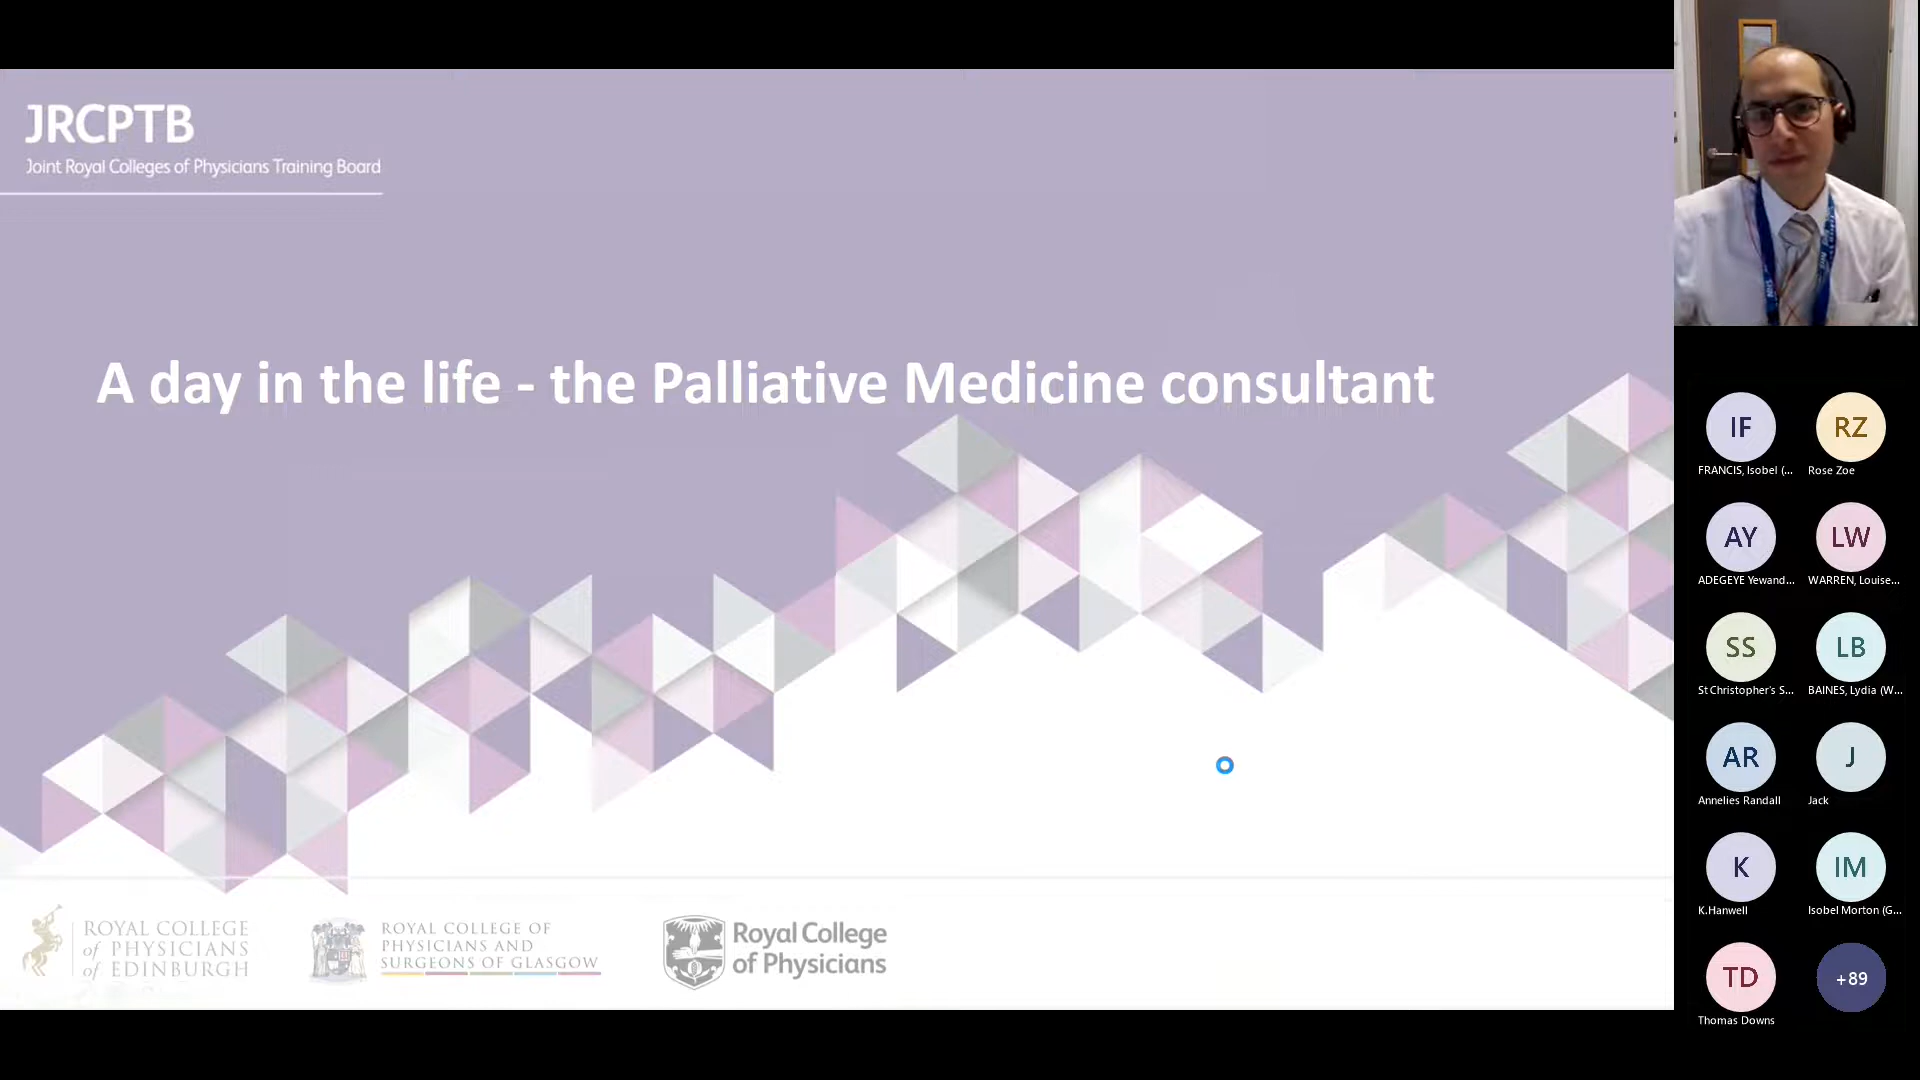 JRCPTB
Joint Royal Colleges of Physicians Training Board
A day in the life - the Palliative Medicine consultant
ROYAL COLLEGE
of PHYSICIANS
of EDINBURGH
ROYAL COLLEGE OF
PHYSICIANS AND
SURGEONS OF GLASGOW
Royal College
of Physicians
IF
FRANCIS, Isobel (...
RZ
Rose Zoe
AY
ADEGEYE Yewand...
LW
WARREN, Louise...
SS
St Christopher's S...
LB
BAINES, Lydia (W...
AR
Annelies Randall
J
Jack
K
K.Hanwell
IM
Isobel Morton (G...
TD
Thomas Downs
+89